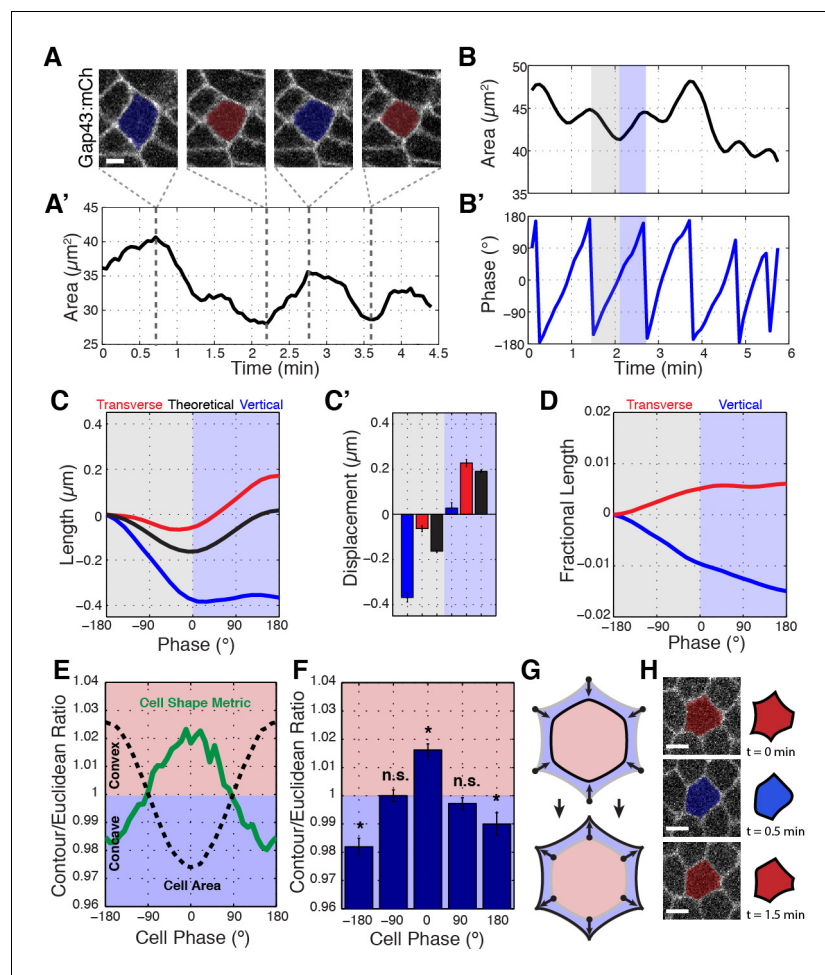 A
Gap43:mCh
A'
Area (μm²)
45
40
35
30
25
0 0.5 1 1.5 2 2.5 3 3.5 4 4.5
Time (min)
B
Area (μm²)
50
45
40
35
B'
Phase (°)
180
90
0
−90
−180
0 1 2 3 4 5 6
Time (min)
C
Transverse Theoretical Vertical
Length (μm)
0.4
0.2
0
−0.2
−0.4
−180 −90 0 90 180
Phase (°)
C'
Displacement (μm)
0.4
0.2
0
−0.2
−0.4
D
Transverse Vertical
Fractional Length
0.02
0.01
0
−0.01
−0.02
−180 −90 0 90 180
Phase (°)
E
Contour/Euclidean Ratio
1.04
1.03
1.02
1.01
1
0.99
0.98
0.97
0.96
Cell Shape Metric
Convex
Concave
Cell Area
−180 −90 0 90 180
Cell Phase (°)
F
Contour/Euclidean Ratio
1.04
1.03
1.02
1.01
1
0.99
0.98
0.97
0.96
* n.s. * n.s. *
−180 −90 0 90 180
Cell Phase (°)
G
H
t = 0 min
t = 0.5 min
t = 1.5 min